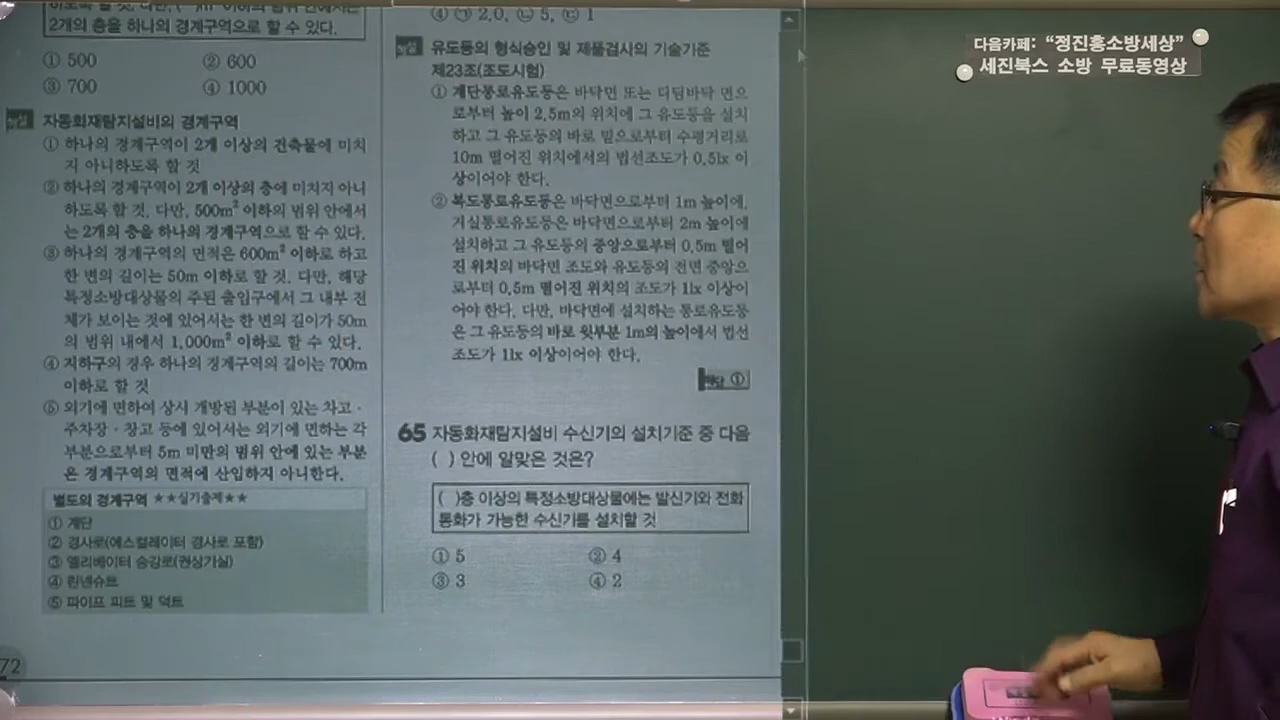 2개의 층을 하나의 경계구역으로 할 수 있다.
① 500 ② 600
③ 700 ④ 1000
해설 자동화재탐지설비의 경계구역
① 하나의 경계구역이 2개 이상의 건축물에 미치
지 아니하도록 할 것
② 하나의 경계구역이 2개 이상의 층에 미치지 아니
하도록 할 것. 다만, 500m² 이하의 범위 안에서
는 2개의 층을 하나의 경계구역으로 할 수 있다.
③ 하나의 경계구역의 면적은 600m² 이하로 하고
한 변의 길이는 50m 이하로 할 것. 다만, 해당
특정소방대상물의 주된 출입구에서 그 내부 전
체가 보이는 것에 있어서는 한 변의 길이가 50m
의 범위 내에서 1,000m² 이하로 할 수 있다.
④ 지하구의 경우 하나의 경계구역의 길이는 700m
이하로 할 것
⑤ 외기에 면하여 상시 개방된 부분이 있는 차고·
주차장·창고 등에 있어서는 외기에 면하는 각
부분으로부터 5m 미만의 범위 안에 있는 부분
은 경계구역의 면적에 산입하지 아니한다.
별도의 경계구역 ★★실기출제★★
① 계단
② 경사로(에스컬레이터 경사로 포함)
③ 엘리베이터 승강로(권상기실)
④ 린넨슈트
⑤ 파이프 피트 및 덕트
72
④ ㉠ 2.0, ㉡ 5, ㉢ 1
해설 유도등의 형식승인 및 제품검사의 기술기준
제23조(조도시험)
① 계단통로유도등은 바닥면 또는 디딤바닥 면으
로부터 높이 2.5m의 위치에 그 유도등을 설치
하고 그 유도등의 바로 밑으로부터 수평거리로
10m 떨어진 위치에서의 법선조도가 0.5lx 이
상이어야 한다.
② 복도통로유도등은 바닥면으로부터 1m 높이에,
거실통로유도등은 바닥면으로부터 2m 높이에
설치하고 그 유도등의 중앙으로부터 0.5m 떨어
진 위치의 바닥면 조도와 유도등의 전면 중앙으
로부터 0.5m 떨어진 위치의 조도가 1lx 이상이
어야 한다. 다만, 바닥면에 설치하는 통로유도등
은 그 유도등의 바로 윗부분 1m의 높이에서 법선
조도가 1lx 이상이어야 한다.
해답 ①
65 자동화재탐지설비 수신기의 설치기준 중 다음
( ) 안에 알맞은 것은?
( )층 이상의 특정소방대상물에는 발신기와 전화
통화가 가능한 수신기를 설치할 것
① 5 ② 4
③ 3 ④ 2
다음카페: “정진홍소방세상”
세진북스 소방 무료동영상